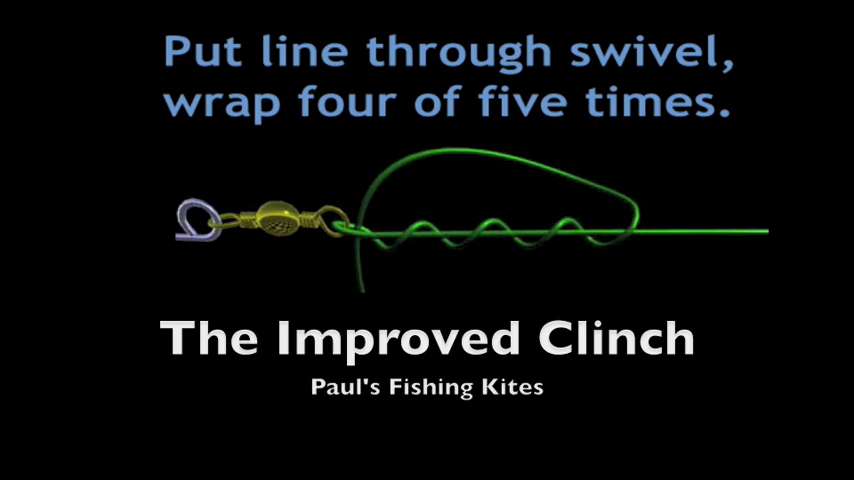 Put line through swivel,
wrap four of five times.
The Improved Clinch
Paul's Fishing Kites